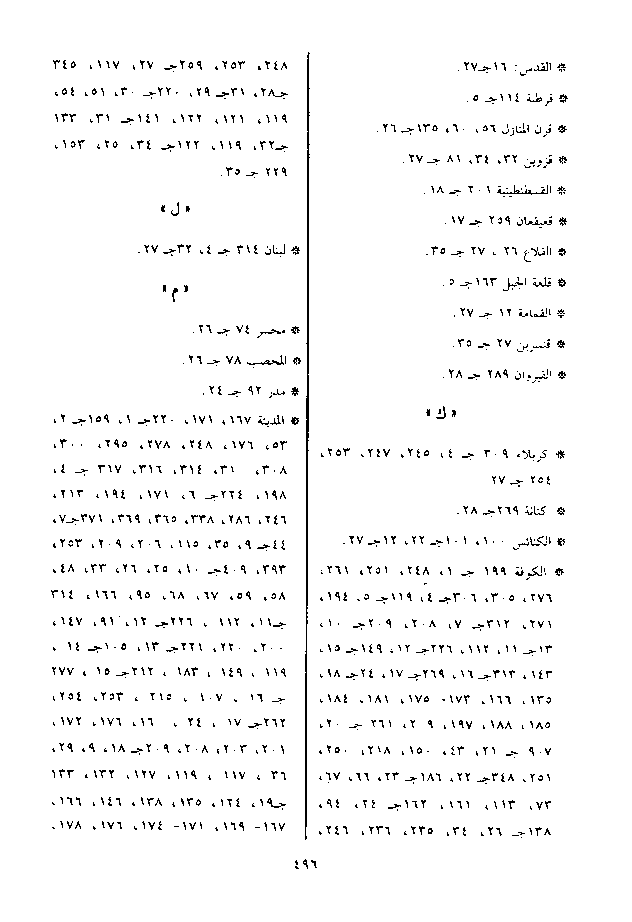 * القدس: ١٦جـ٢٧.
* قرطنة ١١٤جـ ٥.
* قرن المنازل ٥٦، ٦٠، ١٣٥جـ ٢٦.
* قزوين ٣٢، ٣٤، ٨١ جـ ٢٧.
* القسطنطينية ٢٠١ جـ ١٨.
* قعيقعان ٢٥٩ جـ ١٧.
* القلاع ٢٦ ، ٢٧ جـ ٣٥.
* قلعة الجبل ١٦٣جـ ٥.
* القمامة ١٢ جـ ٢٧.
* قنسرين ٢٧ جـ ٣٥.
* القيروان ٢٨٩ جـ ٢٨.
«ك»
* كربلاء ٣٠٩ جـ ٤، ٢٤٥، ٢٤٧، ٢٥٣،
٢٥٤ جـ ٢٧
* كنانة ٢٦٩جـ ٢٨.
* الكنائس ١٠٠، ١٠١جـ ٢٢، ١٢جـ ٢٧.
* الكوفة ١٩٩ جـ ١، ٢٤٨، ٢٥١، ٢٦١،
٢٧٦، ٣٠٥، ٣٠٦جـ ٤، ١١٩جـ ٥، ١٩٤،
٢٧١، ٣١٢جـ ٧، ٢٠٨، ٢٠٩جـ ١٠،
١٣جـ ١١، ١١٢، ٢٢٦جـ ١٢، ١٤٩جـ ١٥،
١٤٣، ٣١٣جـ ١٦، ٢٦٩جـ ١٧، ٢٤جـ ١٨،
١٣٥، ١٦٦، ١٧٣- ١٧٥، ١٨١، ١٨٤،
١٨٥، ١٨٨، ١٩٧، ٢٠٩، ٢٦١ جـ ٢٠،
٩٠٧ جـ ٢١، ٤٣، ١٥٠، ٢١٨، ٢٥٠،
٢٥١، ٣٤٨جـ ٢٢، ١٨٦جـ ٢٣، ٦٦، ٦٧،
٧٣، ١١٣، ١٦١، ١٦٢جـ ٢٤، ٩٤،
١٣٨جـ ٢٦، ٣٤، ٢٣٥، ٢٣٦، ٢٤٦،
٢٤٨، ٢٥٣، ٢٥٩جـ ٢٧، ١١٧، ٣٤٥
جـ٢٨، ٣١جـ ٢٩، ٢٢٠جـ ٣٠، ٥١، ٥٤،
١١٩، ١٢١، ١٢٢، ١٤١جـ ٣١، ١٣٣
جـ٣٢، ١١٩، ١٢٢جـ ٣٤، ٢٥، ١٥٣،
٢٢٩ جـ ٣٥.
«ل»
* لبنان ٣١٤ جـ ٤، ٣٢جـ ٢٧.
«م»
* محسر ٧٤ جـ ٢٦.
* المحصب ٧٨ جـ ٢٦.
* مدر ٩٢ جـ ٢٤.
* المدينة ١٦٧، ١٧١، ٢٢٠جـ ١، ١٥٩جـ ٢،
٥٣، ١٧٦، ٢٤٨، ٢٧٨، ٢٩٥، ٣٠٠،
٣٠٨، ٣١٠، ٣١٤، ٣١٦، ٣١٧ جـ ٤،
١٩٨، ٢٢٤جـ ٦، ١٧١، ١٩٤، ٢١٣،
٢٤٦، ٢٨٦، ٣٣٨، ٣٦٥، ٣٦٩، ٣٧١جـ٧،
٤٤جـ ٩، ٣٥، ١١٥، ٢٠٦، ٢٠٩، ٢٥٣،
٣٩٣، ٤٠٩جـ ١٠، ٢٥، ٢٦، ٣٣، ٤٨،
٥٨، ٥٩، ٦٧، ٦٨، ٩٥، ١٦٦، ٣١٤
جـ١١، ١١٢ ، ٢٢٦جـ ١٢، ٩١، ١٤٧،
٢٠٠، ٢٢٠، ٢٢١جـ ١٣، ١٠٥جـ ١٤ ،
١١٩ ، ١٤٩ ، ١٨٣ ، ٢١٢جـ ١٥ ، ٢٧٧
جـ ١٦ ، ١٠٧ ، ٢١٥ ، ٢٥٣، ٢٥٤،
٢٦٢جـ ١٧ ، ٢٤ ، ١٦٠، ١٧٦، ١٧٢،
٢٠١، ٢٠٣، ٢٠٨، ٢٠٩جـ ١٨، ٩، ٢٩،
٣٦ ، ١١٧ ، ١١٩، ١٢٧، ١٣٢، ١٣٣
جـ١٩، ١٦٤، ١٣٥، ١٣٨، ١٤٦، ١٦٦،
١٦٧- ١٦٩، ١٧١- ١٧٤، ١٧٦، ١٧٨،
٤٩٦